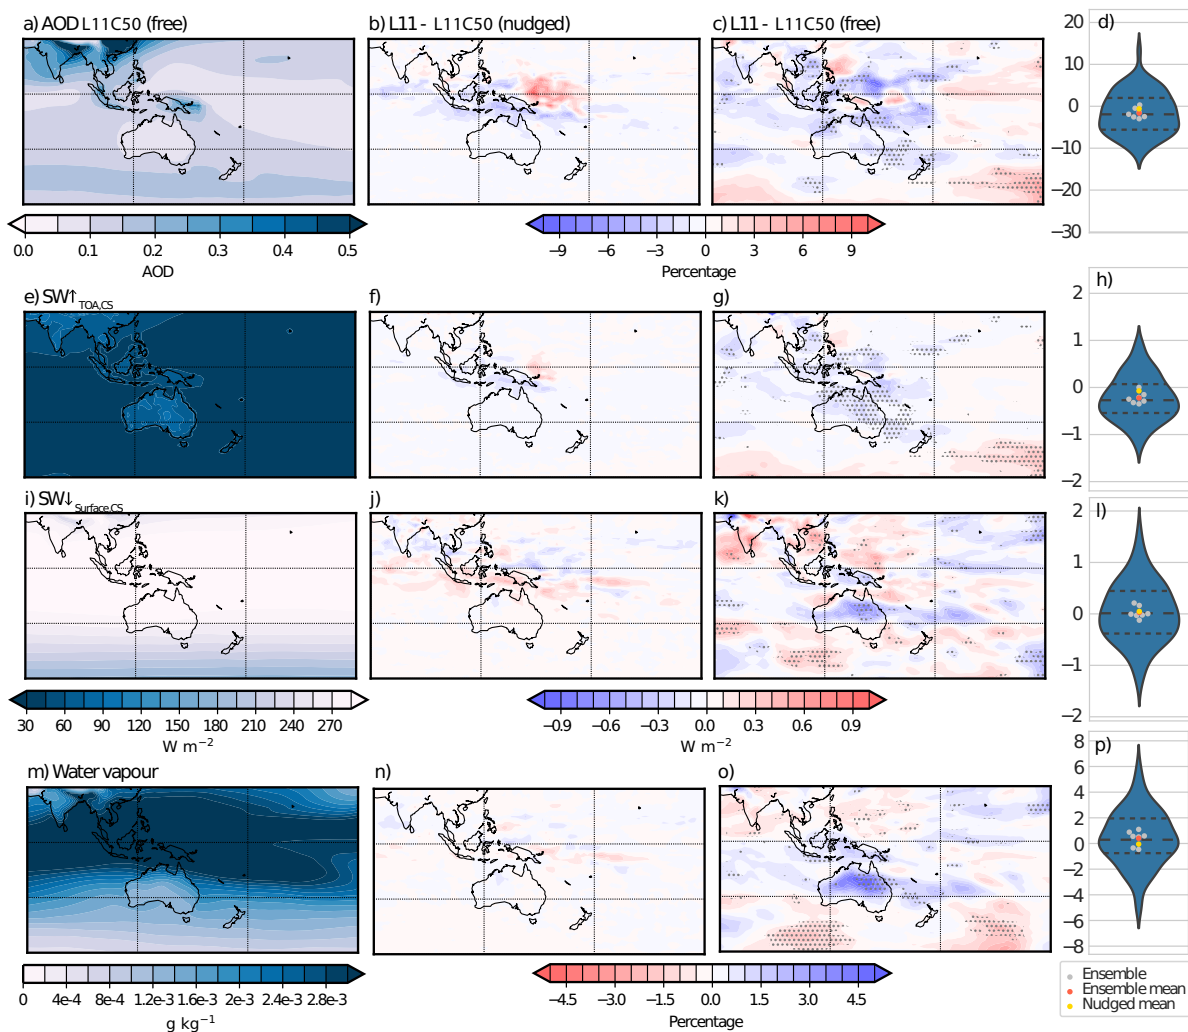 a) AOD L11C50 (free)
b) L11 - L11C50 (nudged)
c) L11 - L11C50 (free)
d)
20
10
0
−10
−20
−30
0.0 0.1 0.2 0.3 0.4 0.5
AOD
−9 −6 −3 0 3 6 9
Percentage
e) SW↑ TOA,CS
f)
g)
h)
2
1
0
−1
−2
i) SW↓ Surface,CS
j)
k)
l)
2
1
0
−1
−2
30 60 90 120 150 180 210 240 270
W m⁻²
−0.9 −0.6 −0.3 0.0 0.3 0.6 0.9
W m⁻²
m) Water vapour
n)
o)
p)
8
6
4
2
0
−2
−4
−6
−8
0 4e-4 8e-4 1.2e-3 1.6e-3 2e-3 2.4e-3 2.8e-3
g kg⁻¹
−4.5 −3.0 −1.5 0.0 1.5 3.0 4.5
Percentage
Ensemble
Ensemble mean
Nudged mean